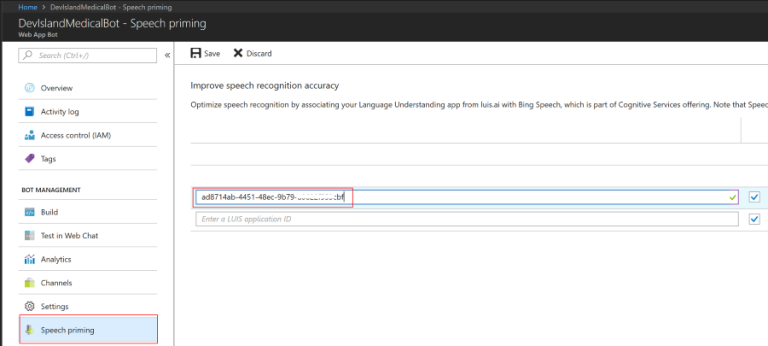 Home > DevIslandMedicalBot - Speech priming
DevIslandMedicalBot - Speech priming
Web App Bot
Search (Ctrl+/)
Overview
Activity log
Access control (IAM)
Tags
BOT MANAGEMENT
Build
Test in Web Chat
Analytics
Channels
Settings
Speech priming
Save Discard
Improve speech recognition accuracy
Optimize speech recognition by associating your Language Understanding app from luis.ai with Bing Speech, which is part of Cognitive Services offering. Note that Speec
ad8714ab-4451-48ec-9b79-
Enter a LUIS application ID